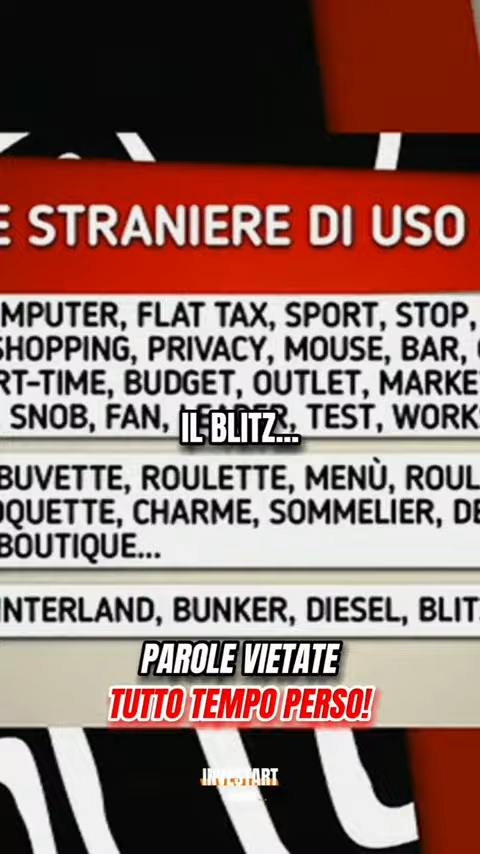 E STRANIERE DI USO
MPUTER, FLAT TAX, SPORT, STOP,
SHOPPING, PRIVACY, MOUSE, BAR,
RT-TIME, BUDGET, OUTLET, MARKE
SNOB, FAN, LEADER, TEST, WORK
IL BLITZ...
BUVETTE, ROULETTE, MENÙ, ROUL
OQUETTE, CHARME, SOMMELIER, DE
BOUTIQUE...
INTERLAND, BUNKER, DIESEL, BLIT
PAROLE VIETATE
TUTTO TEMPO PERSO!